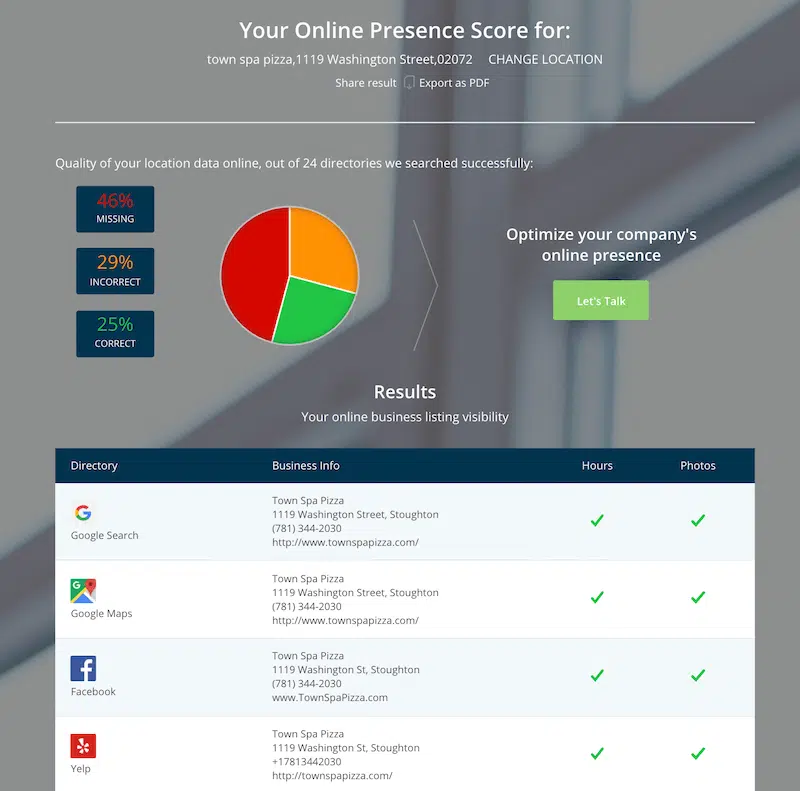 Your Online Presence Score for:
town spa pizza,1119 Washington Street,02072 CHANGE LOCATION
Share result Export as PDF
Quality of your location data online, out of 24 directories we searched successfully:
46%
MISSING
29%
INCORRECT
25%
CORRECT
Optimize your company's
online presence
Let's Talk
Results
Your online business listing visibility
Directory Business Info Hours Photos
Google Search
Town Spa Pizza
1119 Washington Street, Stoughton
(781) 344-2030
http://www.townspapizza.com/
Google Maps
Town Spa Pizza
1119 Washington Street, Stoughton
(781) 344-2030
http://www.townspapizza.com/
Facebook
Town Spa Pizza
1119 Washington St, Stoughton
(781) 344-2030
www.TownSpaPizza.com
Yelp
Town Spa Pizza
1119 Washington St, Stoughton
+17813442030
http://townspapizza.com/